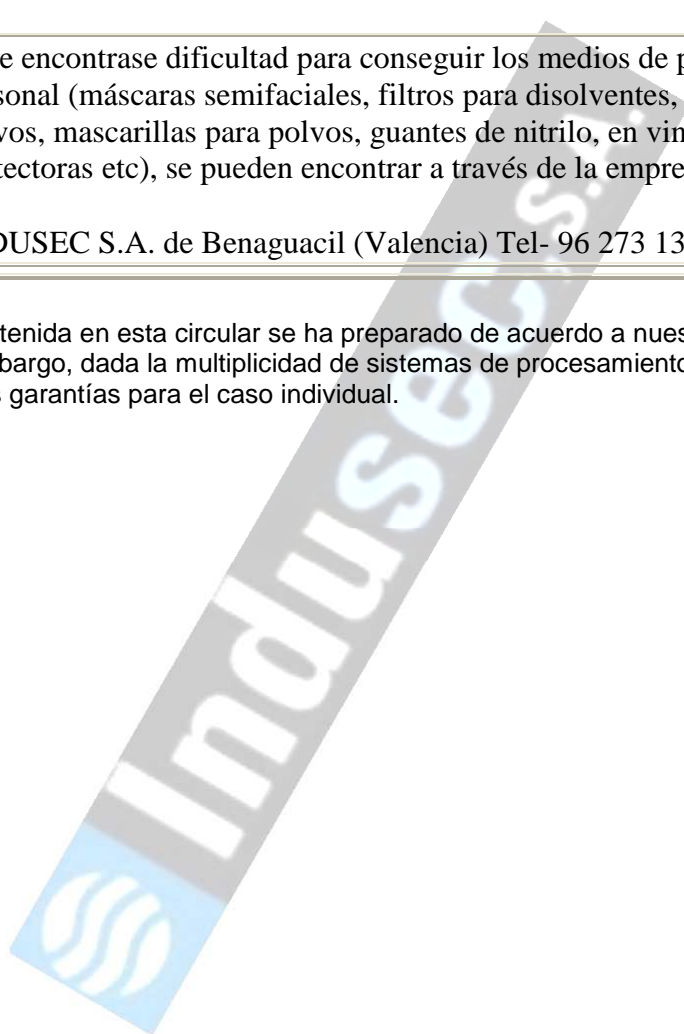 e encontrase dificultad para conseguir los medios de p
sonal (máscaras semifaciales, filtros para disolventes,
vos, mascarillas para polvos, guantes de nitrilo, en vin
tectoras etc), se pueden encontrar a través de la empre
DUSEC S.A. de Benaguacil (Valencia) Tel- 96 273 13
tenida en esta circular se ha preparado de acuerdo a nues
bargo, dada la multiplicidad de sistemas de procesamiento
s garantías para el caso individual.
Indusec, S.A.